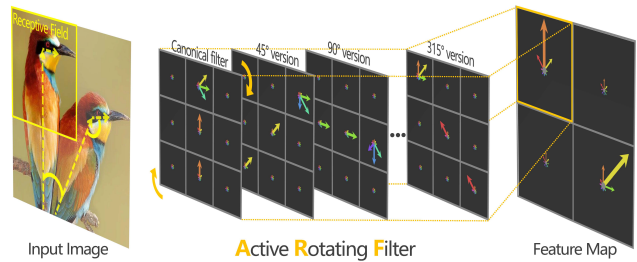 Receptive Field
Canonical filter
45° version
90° version
315° version
Input Image
Active Rotating Filter
Feature Map